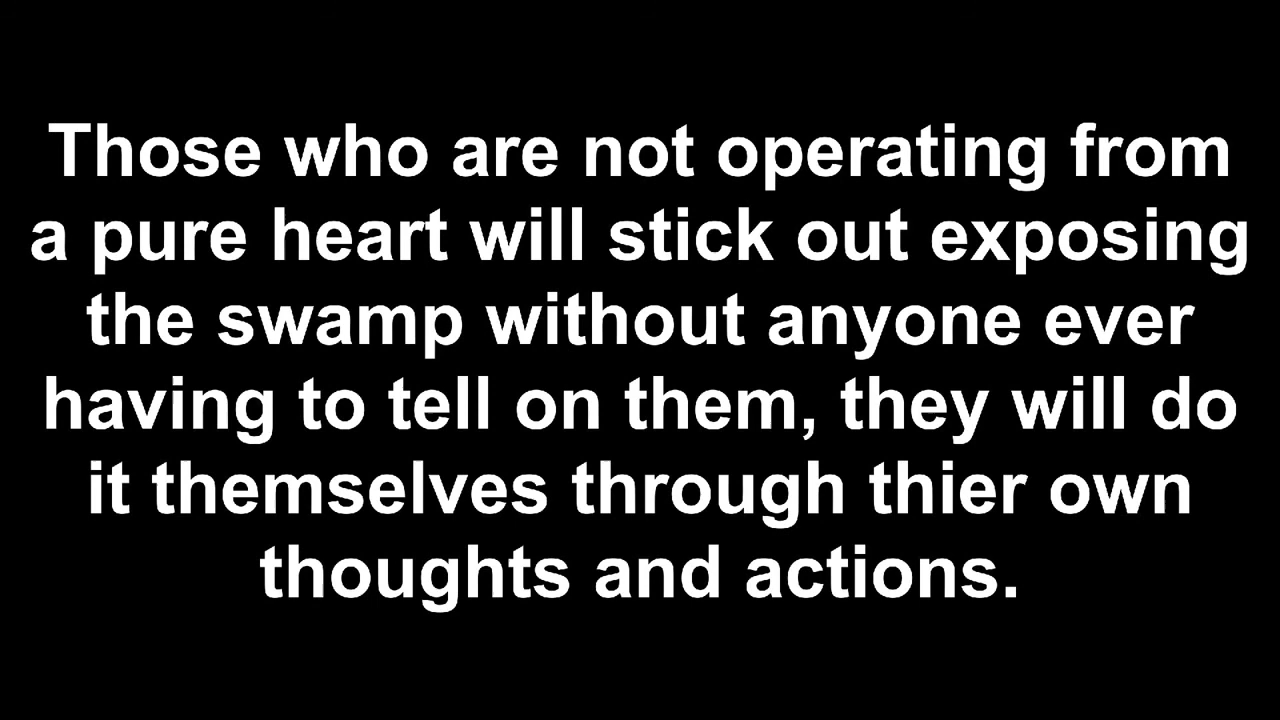 Those who are not operating from
a pure heart will stick out exposing
the swamp without anyone ever
having to tell on them, they will do
it themselves through thier own
thoughts and actions.